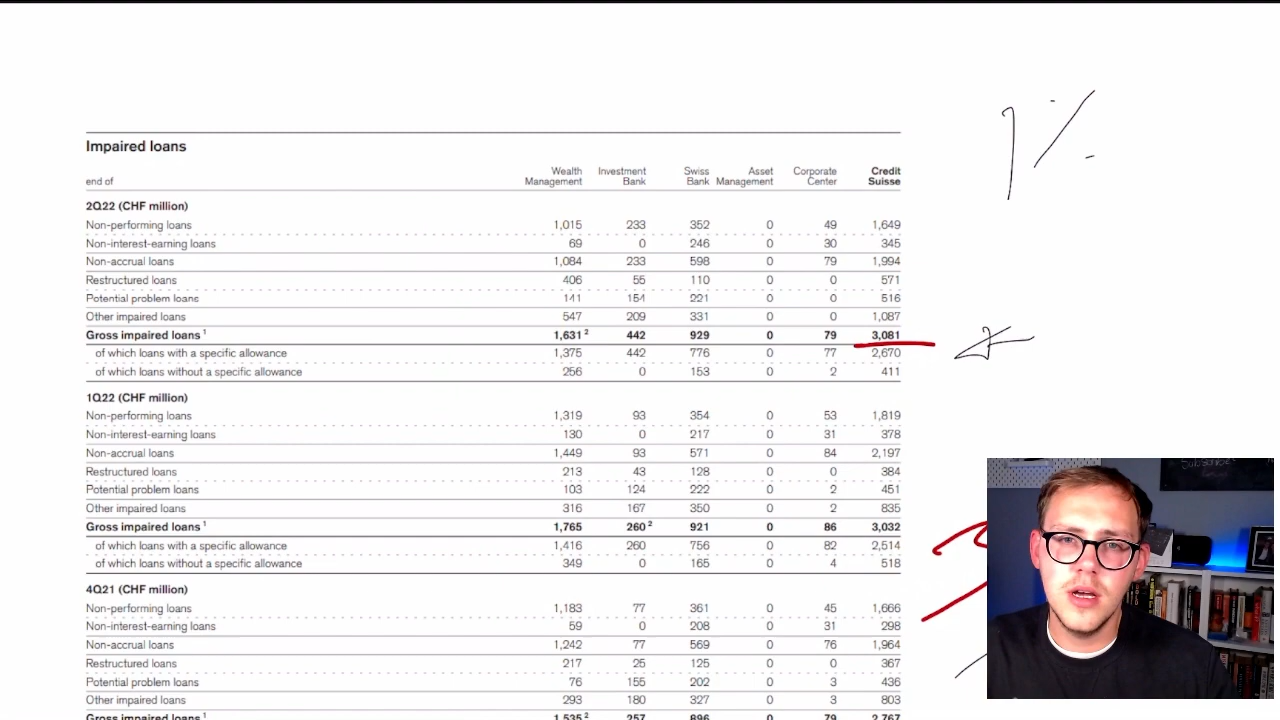 1%
Impaired loans
Wealth Investment Swiss Asset Corporate Credit
end of Management Bank Bank Management Center Suisse
2Q22 (CHF million)
Non-performing loans 1,015 233 352 0 49 1,649
Non-interest-earning loans 69 0 246 0 30 345
Non-accrual loans 1,084 233 598 0 79 1,994
Restructured loans 406 55 110 0 0 571
Potential problem loans 141 154 221 0 0 516
Other impaired loans 547 209 331 0 0 1,087
Gross impaired loans ¹ 1,631 ² 442 929 0 79 3,081
of which loans with a specific allowance 1,375 442 776 0 77 2,670
of which loans without a specific allowance 256 0 153 0 2 411
1Q22 (CHF million)
Non-performing loans 1,319 93 354 0 53 1,819
Non-interest-earning loans 130 0 217 0 31 378
Non-accrual loans 1,449 93 571 0 84 2,197
Restructured loans 213 43 128 0 0 384
Potential problem loans 103 124 222 0 2 451
Other impaired loans 316 167 350 0 2 835
Gross impaired loans ¹ 1,765 260 ² 921 0 86 3,032
of which loans with a specific allowance 1,416 260 756 0 82 2,514
of which loans without a specific allowance 349 0 165 0 4 518
4Q21 (CHF million)
Non-performing loans 1,183 77 361 0 45 1,666
Non-interest-earning loans 59 0 208 0 31 298
Non-accrual loans 1,242 77 569 0 76 1,964
Restructured loans 217 25 125 0 0 367
Potential problem loans 76 155 202 0 3 436
Other impaired loans 293 180 327 0 3 803
Gross impaired loans ¹ 1,535 ² 257 896 0 79 2,767